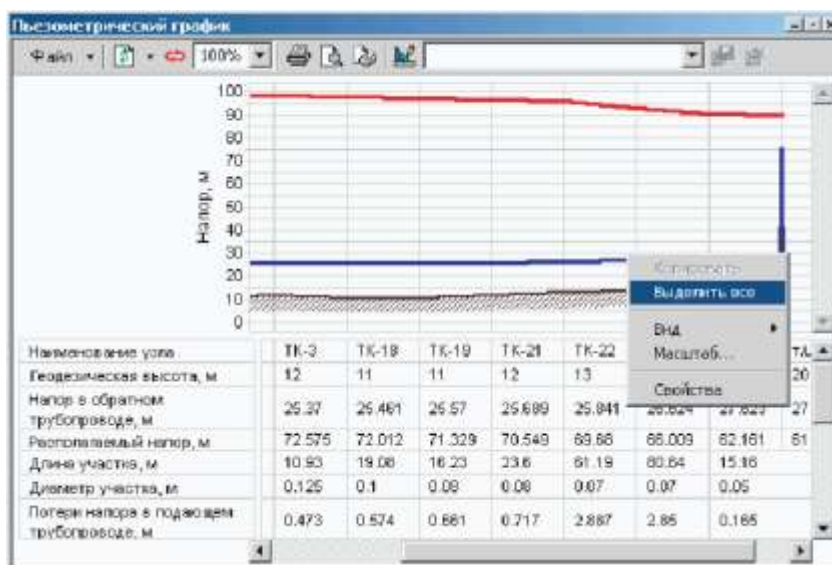 Пьезометрический график
Файл 100%
100
90
80
70
60
50
40
30
20
10
0
Напор, м
Копировать
Выделить все
Вид
Масштаб...
Свойства
Наименование узла ТК-3 ТК-18 ТК-19 ТК-21 ТК-22
Геодезическая высота, м 12 11 11 12 13 20
Напор в обратном
трубопроводе, м 25.37 25.461 25.57 25.689 25.841 27
Располагаемый напор, м 72.575 72.012 71.329 70.549 69.66 66.009 62.161 61
Длина участка, м 10.93 19.08 16.23 23.6 61.19 60.64 15.16
Диаметр участка, м 0.125 0.1 0.08 0.08 0.07 0.07 0.05
Потери напора в подающем
трубопроводе, м 0.473 0.574 0.661 0.717 2.887 2.85 0.165